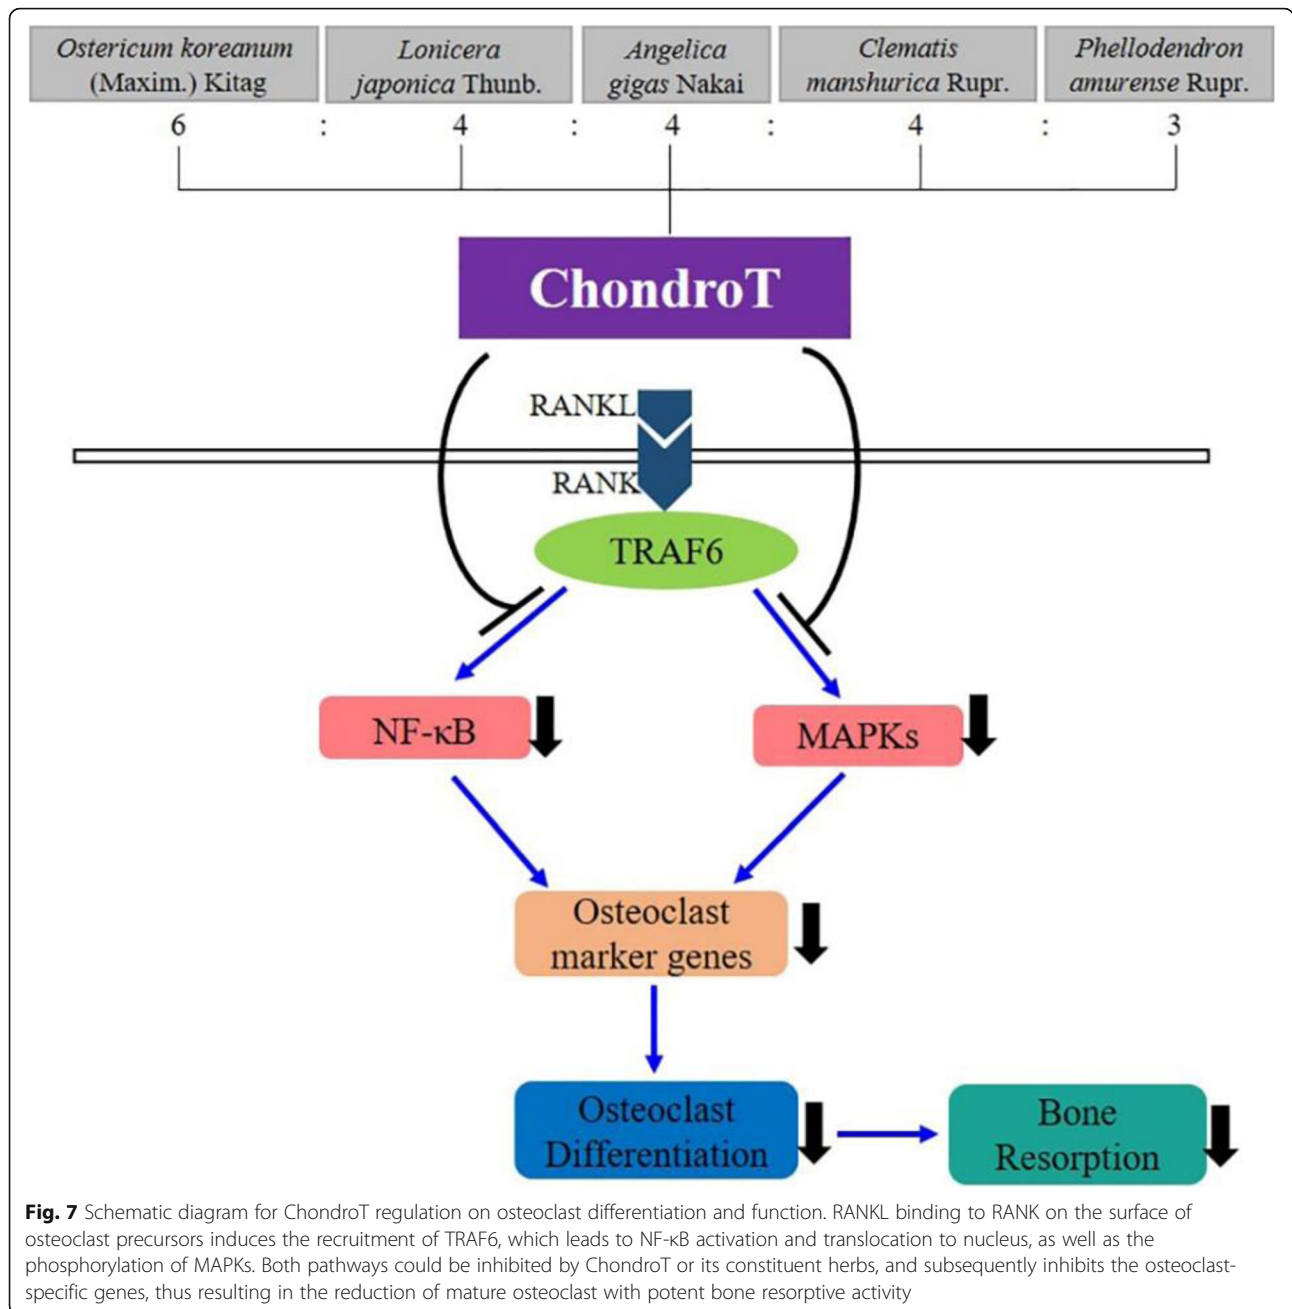 Ostericum koreanum
(Maxim.) Kitag
Lonicera
japonica Thunb.
Angelica
gigas Nakai
Clematis
manshurica Rupr.
Phellodendron
amurense Rupr.
6 : 4 : 4 : 4 : 3
ChondroT
RANKL
RANK
TRAF6
NF-κB
MAPKs
Osteoclast
marker genes
Osteoclast
Differentiation
Bone
Resorption
Fig. 7 Schematic diagram for ChondroT regulation on osteoclast differentiation and function. RANKL binding to RANK on the surface of
osteoclast precursors induces the recruitment of TRAF6, which leads to NF-κB activation and translocation to nucleus, as well as the
phosphorylation of MAPKs. Both pathways could be inhibited by ChondroT or its constituent herbs, and subsequently inhibits the osteoclast-
specific genes, thus resulting in the reduction of mature osteoclast with potent bone resorptive activity